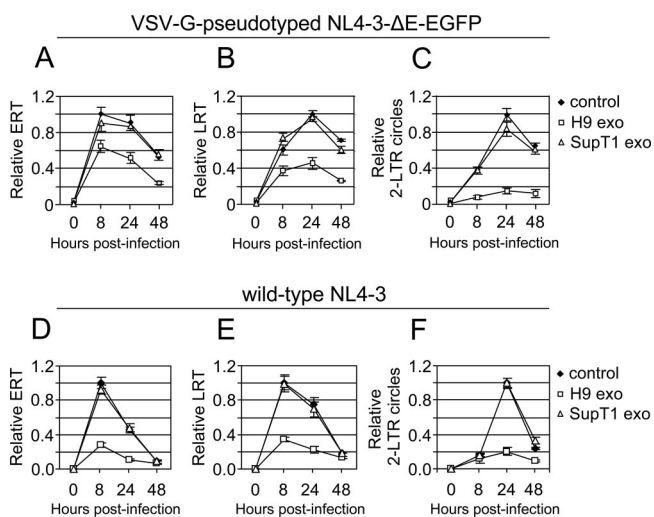 VSV-G-pseudotyped NL4-3-ΔE-EGFP
A
B
C
Relative ERT
1.2
0.8
0.4
0
0 8 24 48
Hours post-infection
Relative LRT
1.2
0.8
0.4
0
0 8 24 48
Hours post-infection
Relative
2-LTR circles
1.2
0.8
0.4
0
0 8 24 48
Hours post-infection
control
H9 exo
SupT1 exo
wild-type NL4-3
D
E
F
Relative ERT
1.2
0.8
0.4
0.0
0 8 24 48
Hours post-infection
Relative LRT
1.2
0.8
0.4
0.0
0 8 24 48
Hours post-infection
Relative
2-LTR circles
1.2
0.8
0.4
0.0
0 8 24 48
Hours post-infection
control
H9 exo
SupT1 exo